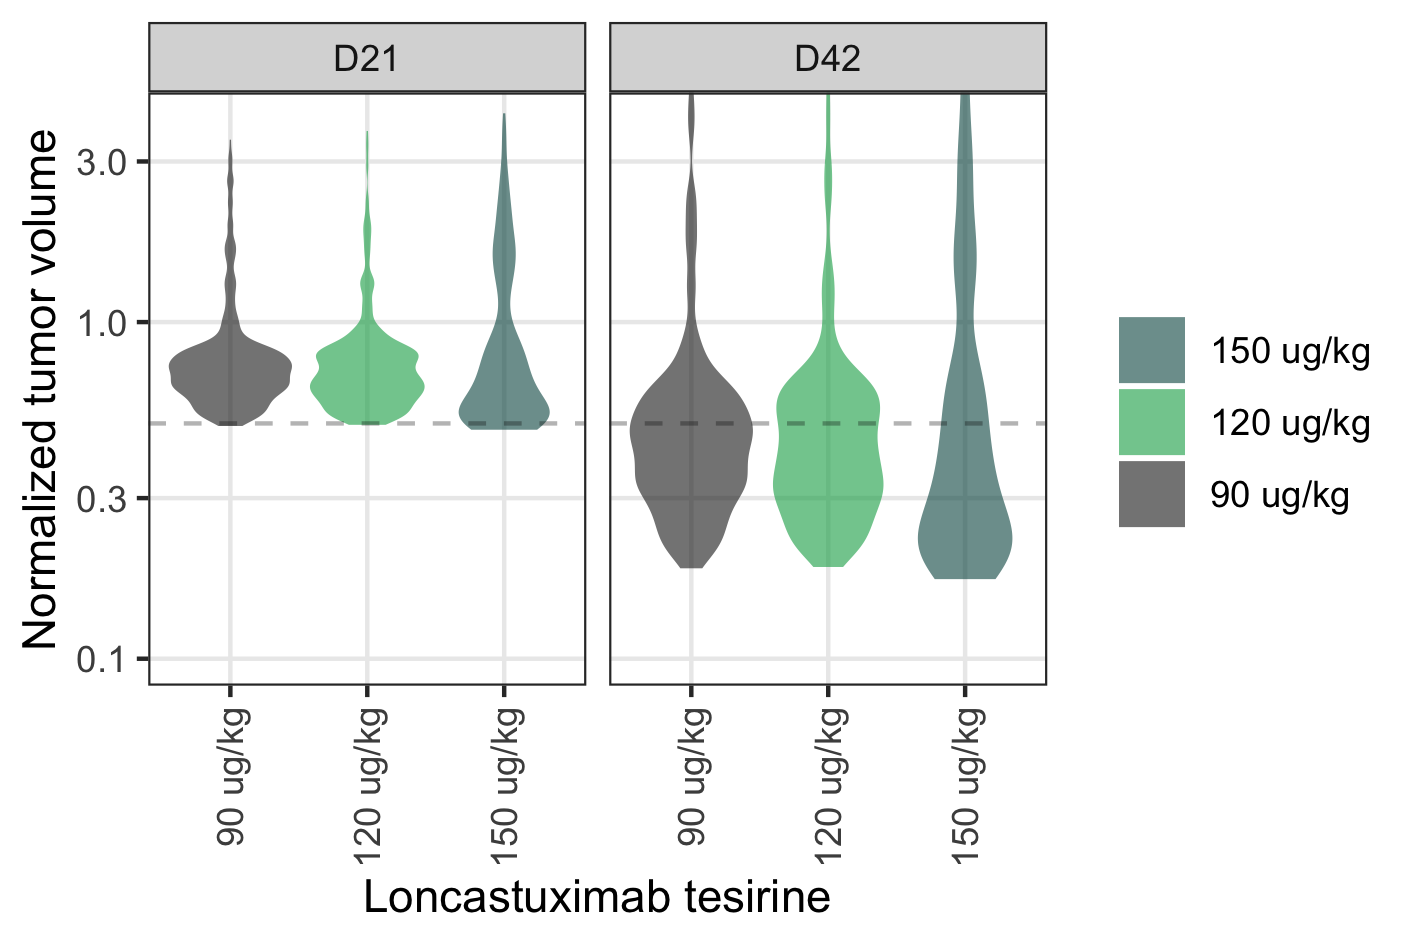 D21
D42
Normalized tumor volume
3.0
1.0
0.3
0.1
90 ug/kg
120 ug/kg
150 ug/kg
90 ug/kg
120 ug/kg
150 ug/kg
Loncastuximab tesirine
150 ug/kg
120 ug/kg
90 ug/kg